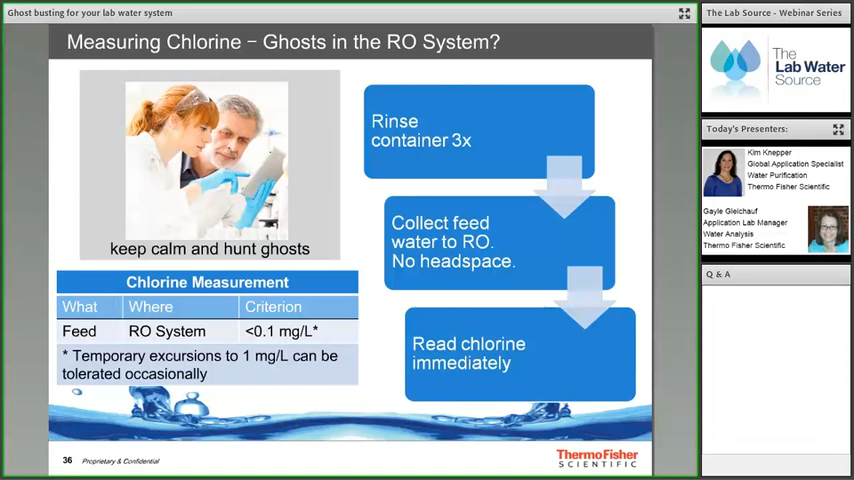 Ghost busting for your lab water system
Measuring Chlorine – Ghosts in the RO System?
keep calm and hunt ghosts
Rinse
container 3x
Collect feed
water to RO.
No headspace.
Read chlorine
immediately
Chlorine Measurement
What Where Criterion
Feed RO System <0.1 mg/L*
* Temporary excursions to 1 mg/L can be
tolerated occasionally
36 Proprietary & Confidential
ThermoFisher
SCIENTIFIC
The Lab Source - Webinar Series
The
Lab Water
Source
Today's Presenters:
Kim Knepper
Global Application Specialist
Water Purification
Thermo Fisher Scientific
Gayle Gleichauf
Application Lab Manager
Water Analysis
Thermo Fisher Scientific
Q & A